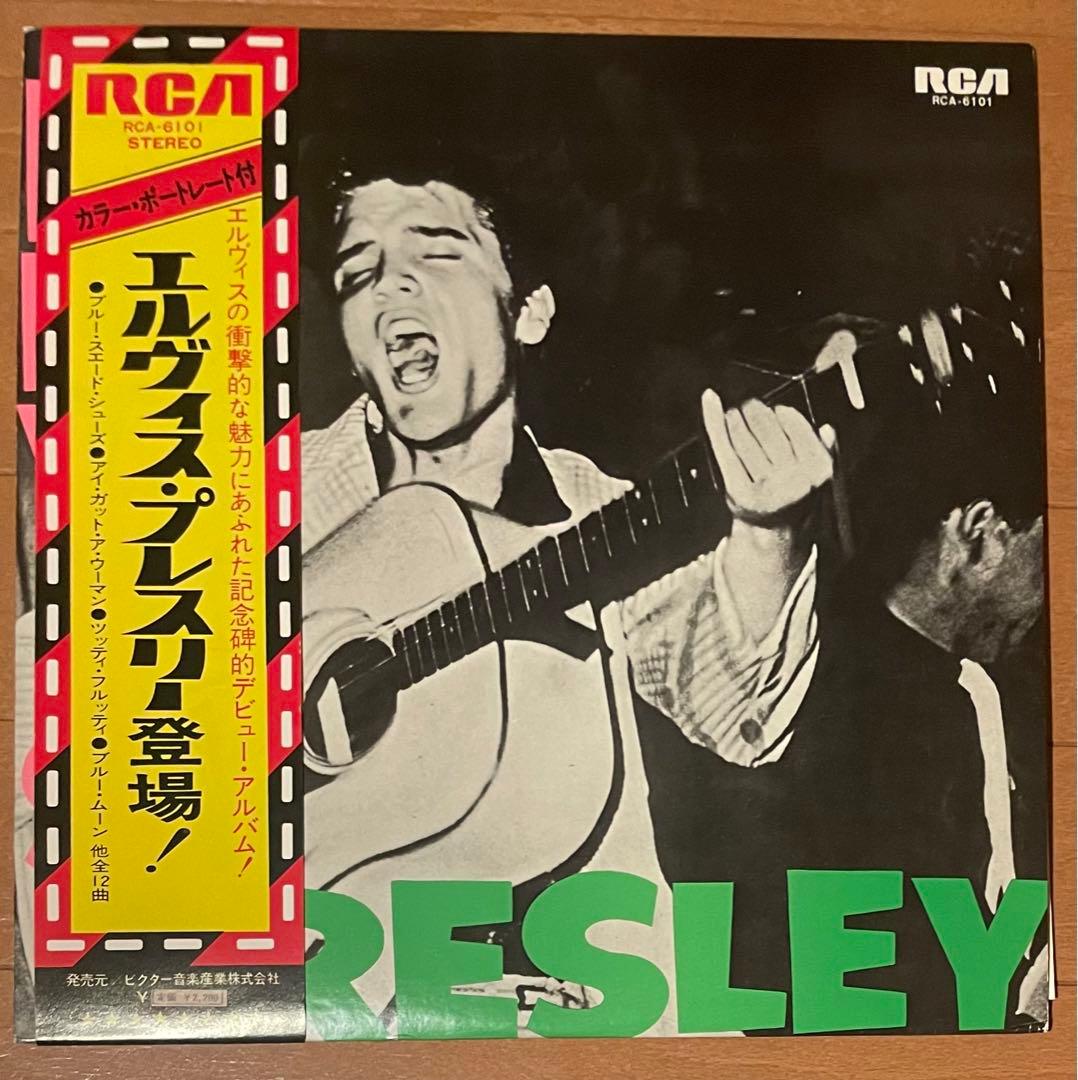 RCA
RCA-6101
STEREO
カラー・ポートレート付
エルヴィスの衝撃的な魅力にあふれた記念碑的デビュー・アルバム!
エルヴィス・プレスリー登場!
●ブルー・スエード・シューズ●アイ・ガット・ア・ウーマン●ツッティ・フルッティ●ブルー・ムーン 他全12曲
発売元/ビクター音楽産業株式会社
¥ 定価 ¥2,200
RCA
RCA-6101
RESLEY